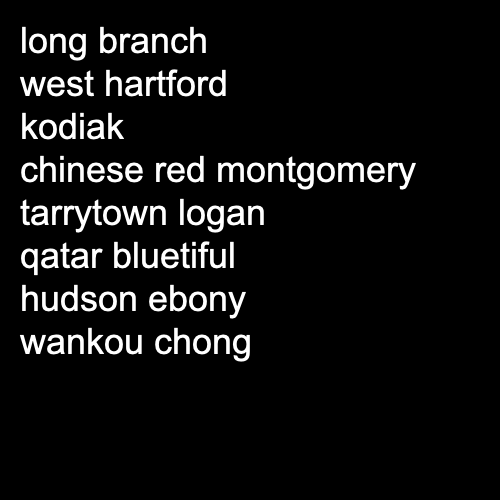 long branch
west hartford
kodiak
chinese red montgomery
tarrytown logan
qatar bluetiful
hudson ebony
wankou chong